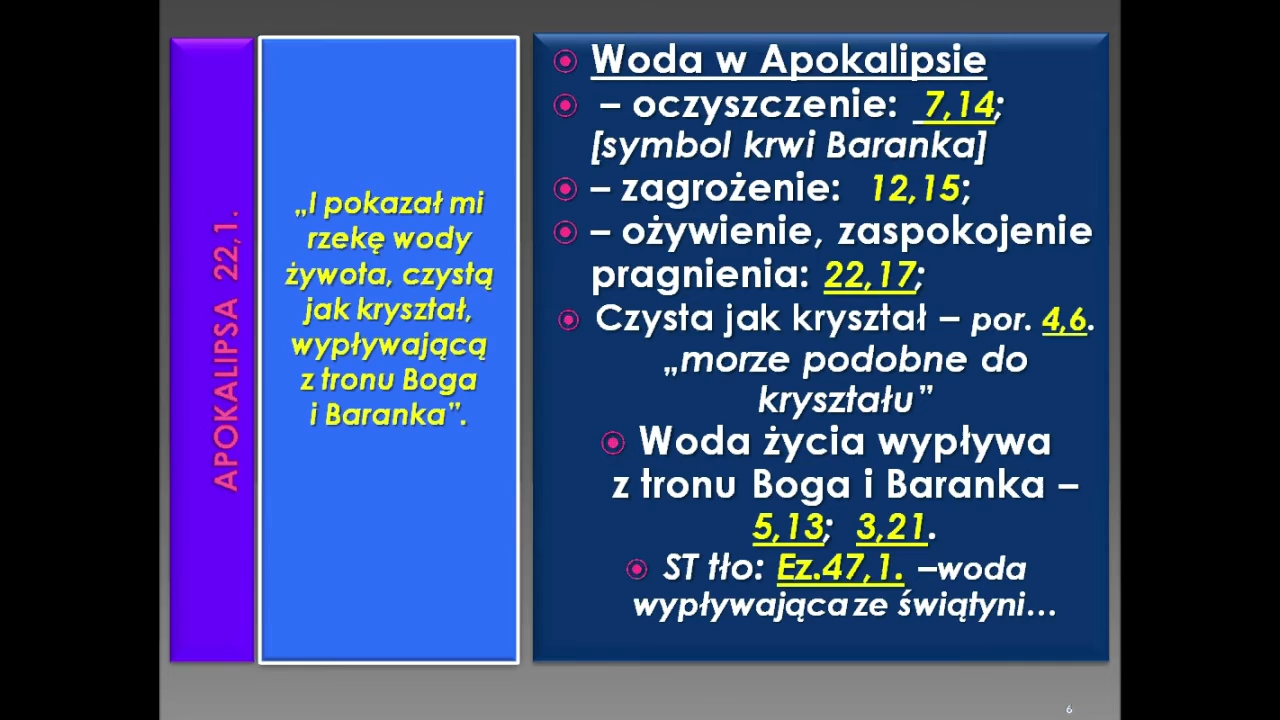 APOKALIPSA 22,1.
„I pokazał mi
rzekę wody
żywota, czystą
jak kryształ,
wypływającą
z tronu Boga
i Baranka”.
Woda w Apokalipsie
– oczyszczenie: 7,14;
[symbol krwi Baranka]
– zagrożenie: 12,15;
– ożywienie, zaspokojenie
pragnienia: 22,17;
Czysta jak kryształ – por. 4,6.
„morze podobne do
kryształu”
Woda życia wypływa
z tronu Boga i Baranka –
5,13; 3,21.
ST tło: Ez.47,1. –woda
wypływająca ze świątyni...
6